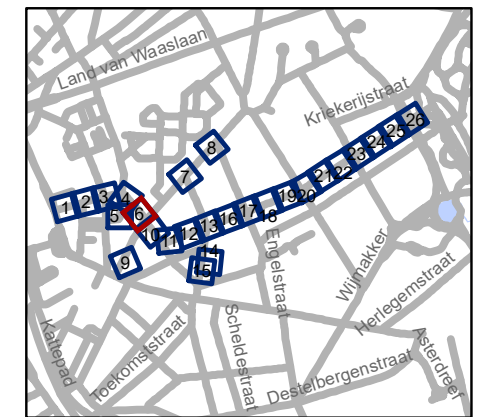 Land van Waaslaan
Kriekerijstraat
8
7
1 2 3 4
5 6
9
10 11 12 13 16 17 18 19 20 21 22 23 24 25 26
14
15
Engelstraat
Wijmakker
Herlegemstraat
Kattepad
Toekomststraat
Scheldestraat
Destelbergenstraat
Asterdreef